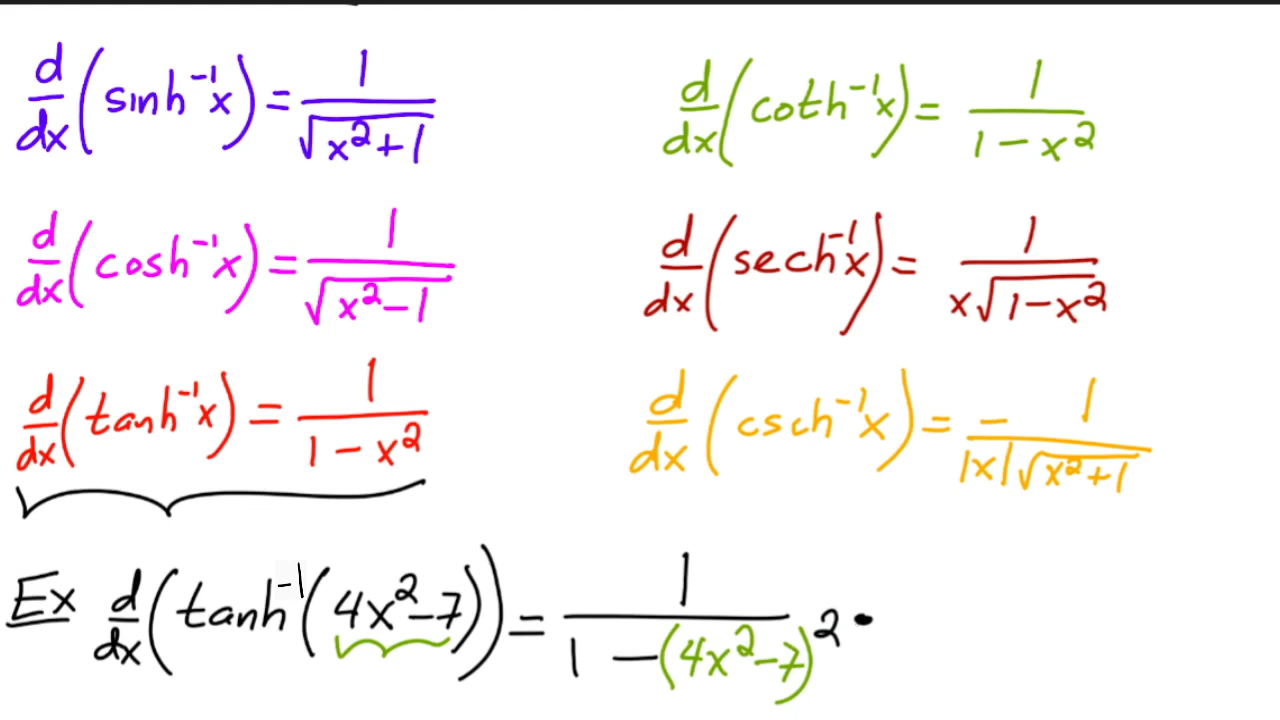 d/dx (sinh⁻¹x) = 1/√(x²+1)
d/dx (coth⁻¹x) = 1/(1-x²)
d/dx (cosh⁻¹x) = 1/√(x²-1)
d/dx (sech⁻¹x) = 1/(x√(1-x²))
d/dx (tanh⁻¹x) = 1/(1-x²)
d/dx (csch⁻¹x) = -1/(|x|√(x²+1))
Ex d/dx (tanh⁻¹(4x²-7)) = 1/(1-(4x²-7)²) ·